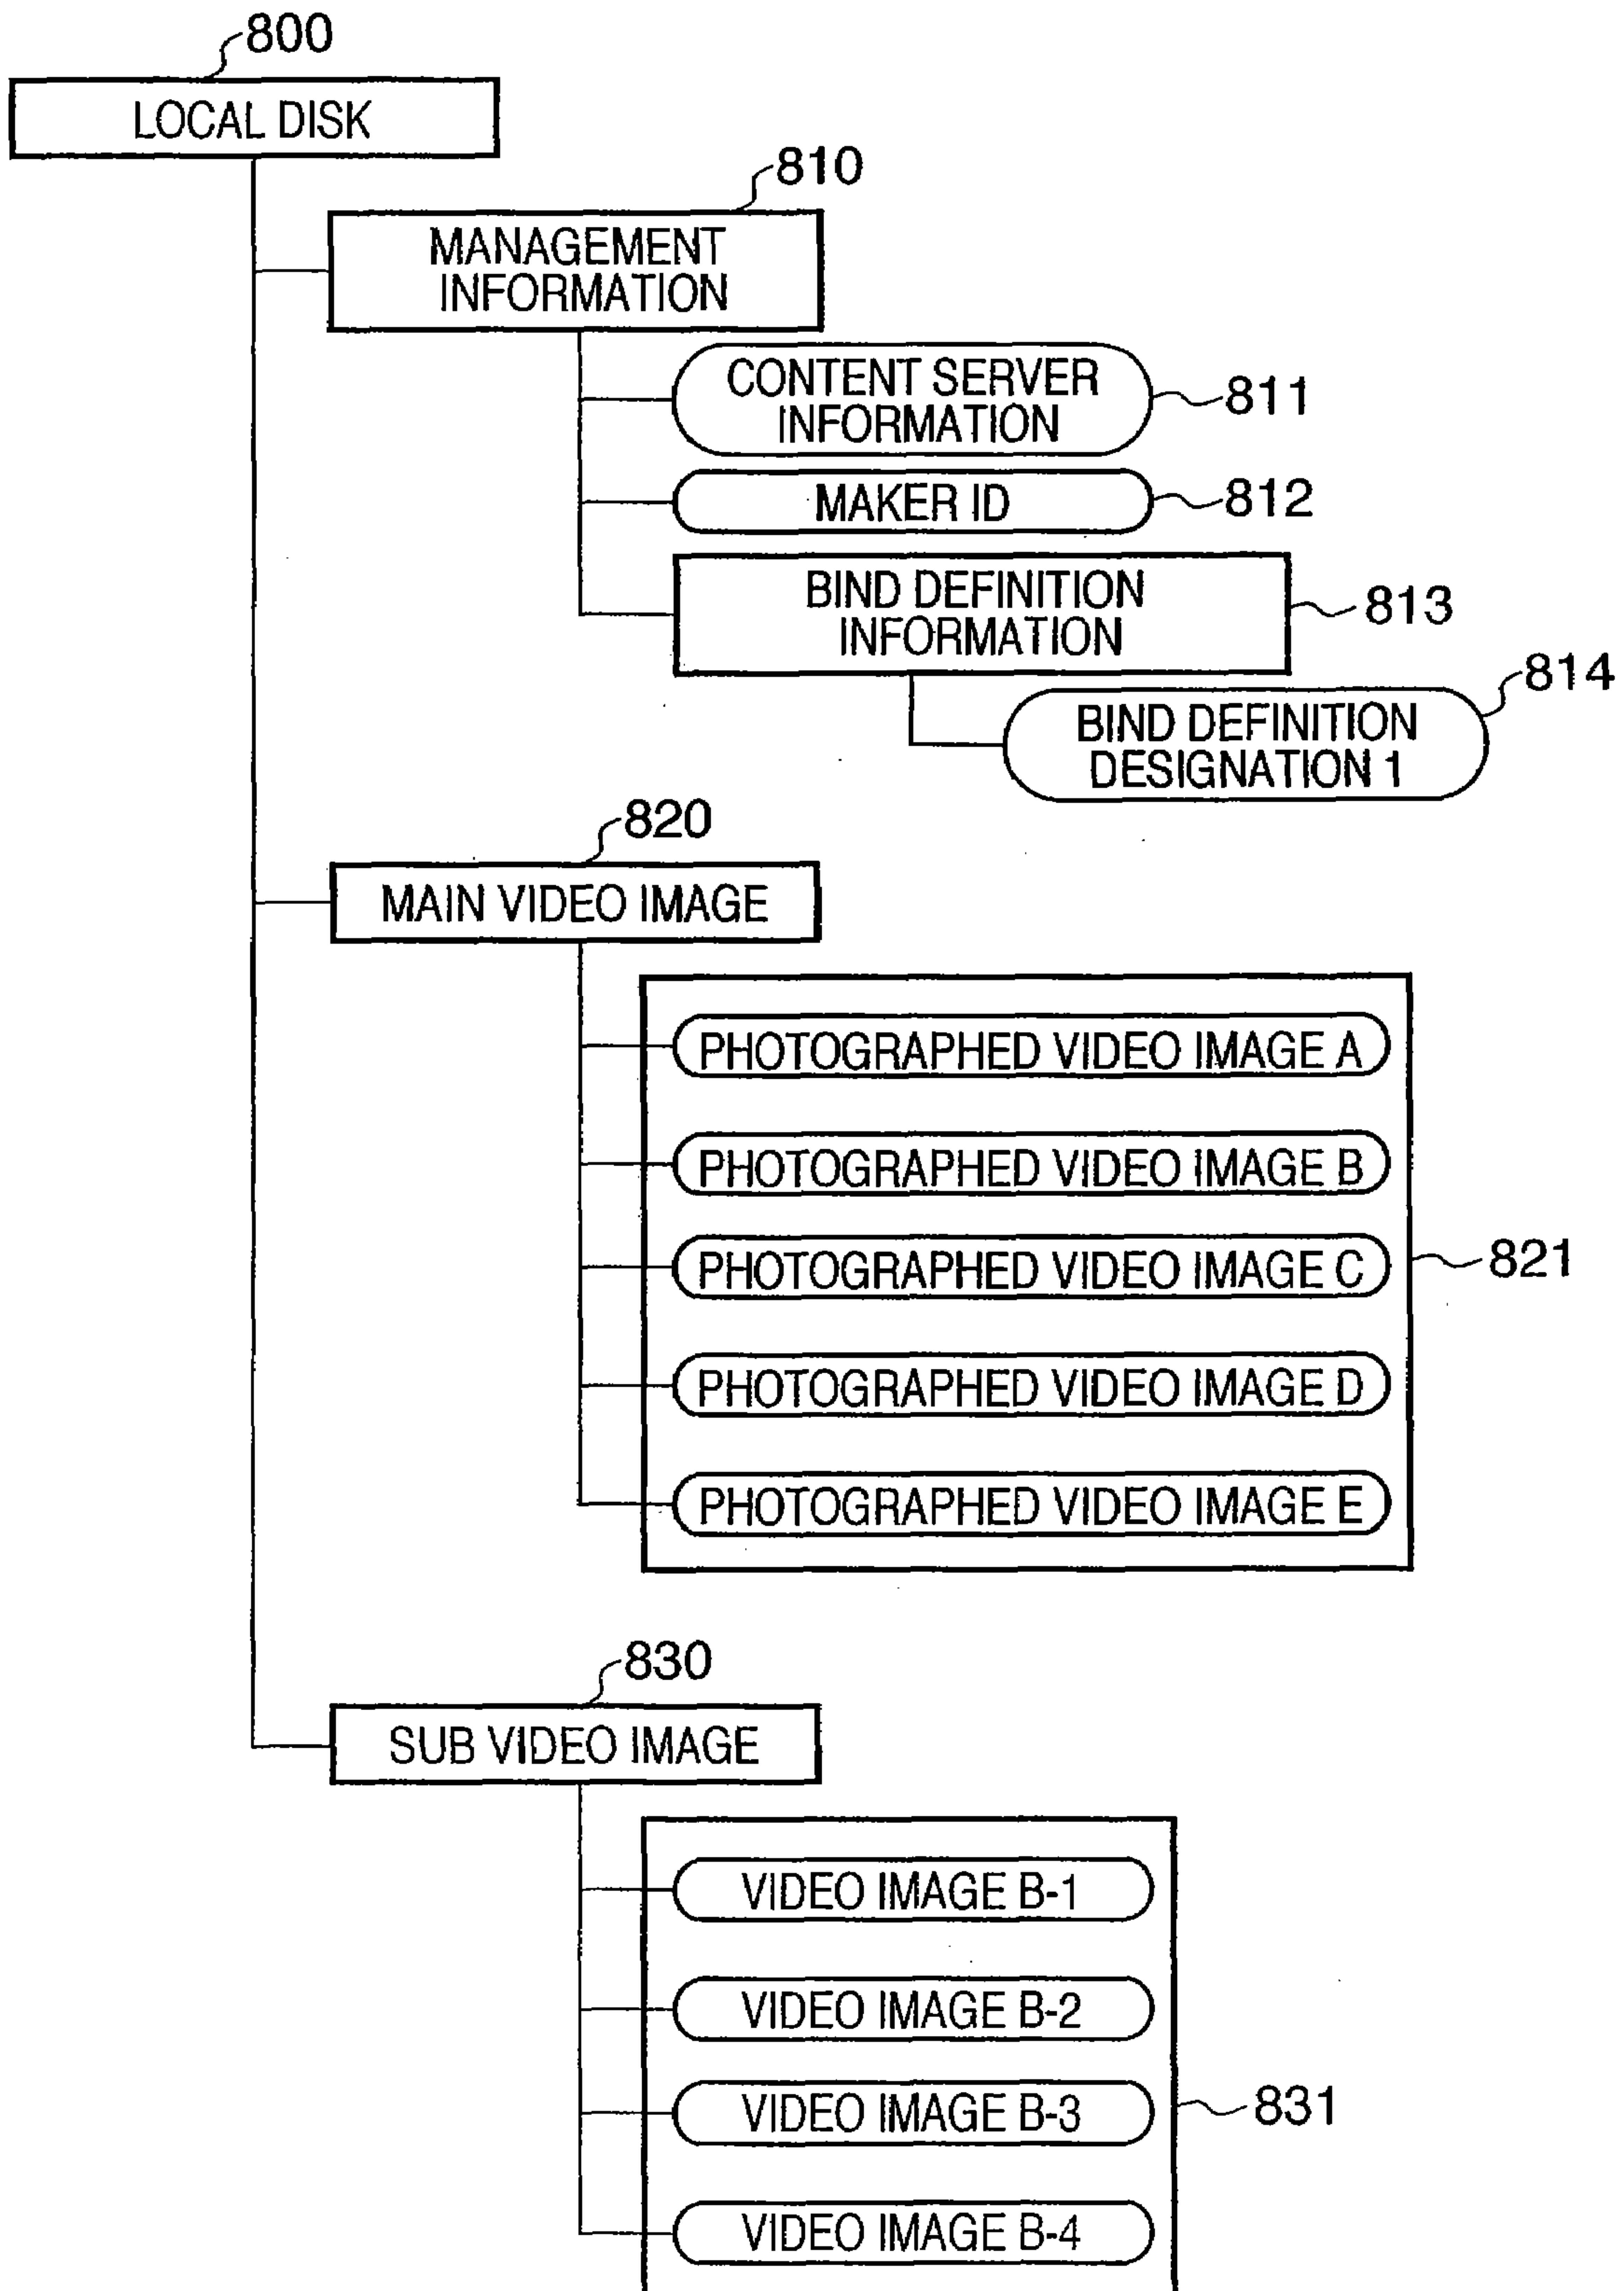 800
LOCAL DISK
810
MANAGEMENT
INFORMATION
CONTENT SERVER
INFORMATION
811
MAKER ID
812
BIND DEFINITION
INFORMATION
813
814
BIND DEFINITION
DESIGNATION 1
820
MAIN VIDEO IMAGE
PHOTOGRAPHED VIDEO IMAGE A
PHOTOGRAPHED VIDEO IMAGE B
PHOTOGRAPHED VIDEO IMAGE C
821
PHOTOGRAPHED VIDEO IMAGE D
PHOTOGRAPHED VIDEO IMAGE E
830
SUB VIDEO IMAGE
VIDEO IMAGE B-1
VIDEO IMAGE B-2
VIDEO IMAGE B-3
831
VIDEO IMAGE B-4